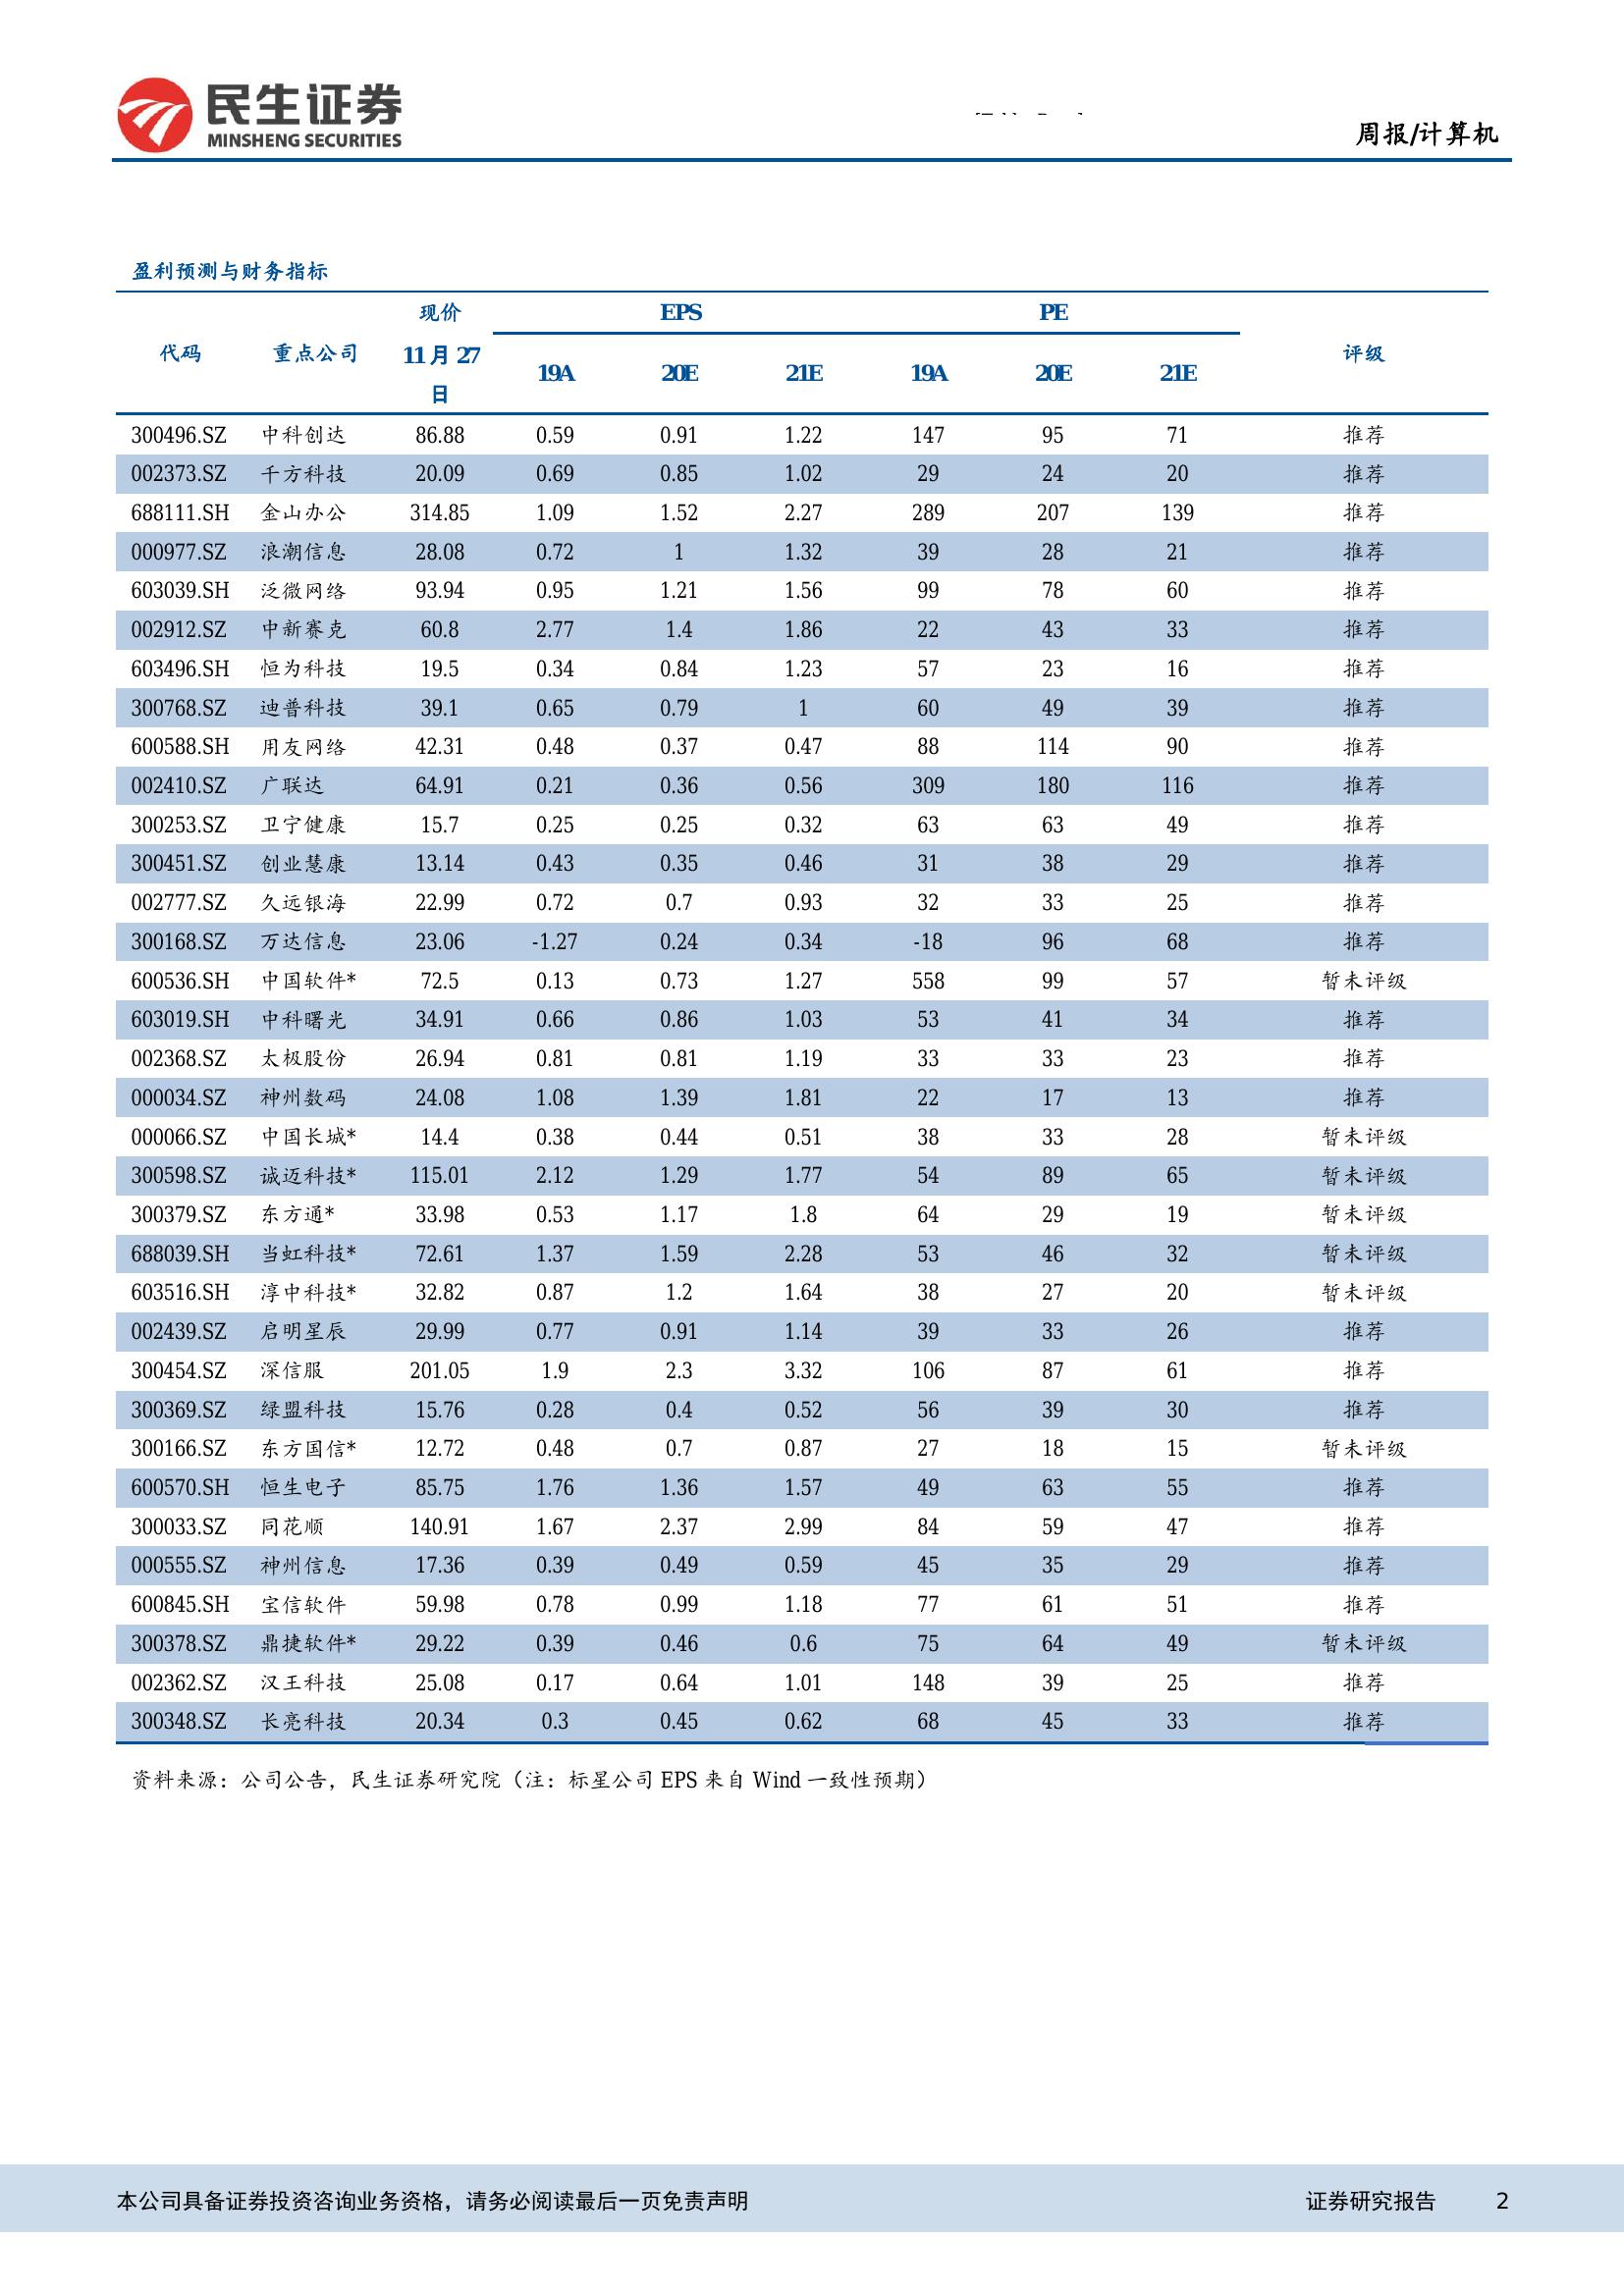 民生证券
MINSHENG SECURITIES
周报/计算机
盈利预测与财务指标
代码 重点公司 现价 EPS PE 评级
11 月 27 日 19A 20E 21E 19A 20E 21E
300496.SZ 中科创达 86.88 0.59 0.91 1.22 147 95 71 推荐
002373.SZ 千方科技 20.09 0.69 0.85 1.02 29 24 20 推荐
688111.SH 金山办公 314.85 1.09 1.52 2.27 289 207 139 推荐
000977.SZ 浪潮信息 28.08 0.72 1 1.32 39 28 21 推荐
603039.SH 泛微网络 93.94 0.95 1.21 1.56 99 78 60 推荐
002912.SZ 中新赛克 60.8 2.77 1.4 1.86 22 43 33 推荐
603496.SH 恒为科技 19.5 0.34 0.84 1.23 57 23 16 推荐
300768.SZ 迪普科技 39.1 0.65 0.79 1 60 49 39 推荐
600588.SH 用友网络 42.31 0.48 0.37 0.47 88 114 90 推荐
002410.SZ 广联达 64.91 0.21 0.36 0.56 309 180 116 推荐
300253.SZ 卫宁健康 15.7 0.25 0.25 0.32 63 63 49 推荐
300451.SZ 创业慧康 13.14 0.43 0.35 0.46 31 38 29 推荐
002777.SZ 久远银海 22.99 0.72 0.7 0.93 32 33 25 推荐
300168.SZ 万达信息 23.06 -1.27 0.24 0.34 -18 96 68 推荐
600536.SH 中国软件* 72.5 0.13 0.73 1.27 558 99 57 暂未评级
603019.SH 中科曙光 34.91 0.66 0.86 1.03 53 41 34 推荐
002368.SZ 太极股份 26.94 0.81 0.81 1.19 33 33 23 推荐
000034.SZ 神州数码 24.08 1.08 1.39 1.81 22 17 13 推荐
000066.SZ 中国长城* 14.4 0.38 0.44 0.51 38 33 28 暂未评级
300598.SZ 诚迈科技* 115.01 2.12 1.29 1.77 54 89 65 暂未评级
300379.SZ 东方通* 33.98 0.53 1.17 1.8 64 29 19 暂未评级
688039.SH 当虹科技* 72.61 1.37 1.59 2.28 53 46 32 暂未评级
603516.SH 淳中科技* 32.82 0.87 1.2 1.64 38 27 20 暂未评级
002439.SZ 启明星辰 29.99 0.77 0.91 1.14 39 33 26 推荐
300454.SZ 深信服 201.05 1.9 2.3 3.32 106 87 61 推荐
300369.SZ 绿盟科技 15.76 0.28 0.4 0.52 56 39 30 推荐
300166.SZ 东方国信* 12.72 0.48 0.7 0.87 27 18 15 暂未评级
600570.SH 恒生电子 85.75 1.76 1.36 1.57 49 63 55 推荐
300033.SZ 同花顺 140.91 1.67 2.37 2.99 84 59 47 推荐
000555.SZ 神州信息 17.36 0.39 0.49 0.59 45 35 29 推荐
600845.SH 宝信软件 59.98 0.78 0.99 1.18 77 61 51 推荐
300378.SZ 鼎捷软件* 29.22 0.39 0.46 0.6 75 64 49 暂未评级
002362.SZ 汉王科技 25.08 0.17 0.64 1.01 148 39 25 推荐
300348.SZ 长亮科技 20.34 0.3 0.45 0.62 68 45 33 推荐
资料来源：公司公告，民生证券研究院（注：标星公司 EPS 来自 Wind 一致性预期）
本公司具备证券投资咨询业务资格，请务必阅读最后一页免责声明 证券研究报告 2